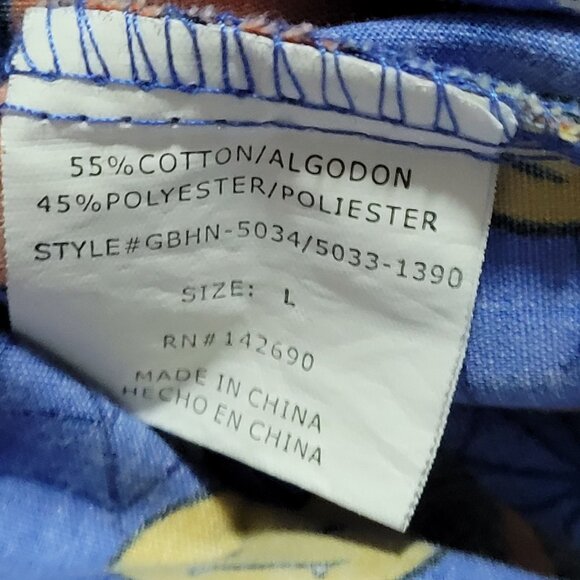 55%COTTON/ALGODON
45%POLYESTER/POLIESTER
STYLE#GBHN-5034/5033-1390
SIZE: L
RN#142690
MADE IN CHINA
HECHO EN CHINA